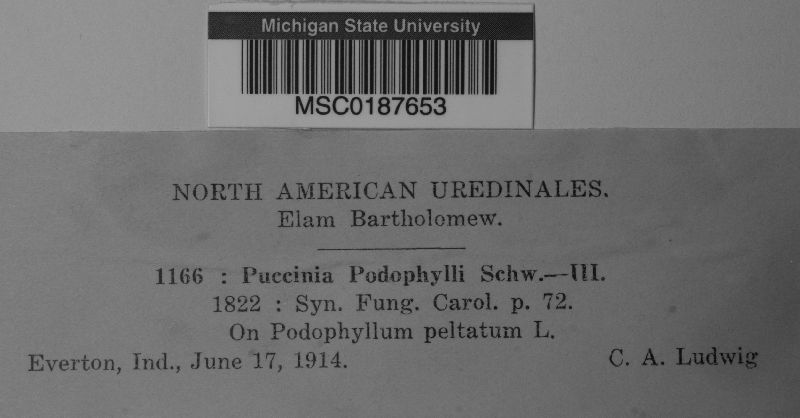 Michigan State University
MSC0187653
NORTH AMERICAN UREDINALES.
Elam Bartholomew.
1166 : Puccinia Podophylli Schw.—III.
1822 : Syn. Fung. Carol. p. 72.
On Podophyllum peltatum L.
Everton, Ind., June 17, 1914. C. A. Ludwig